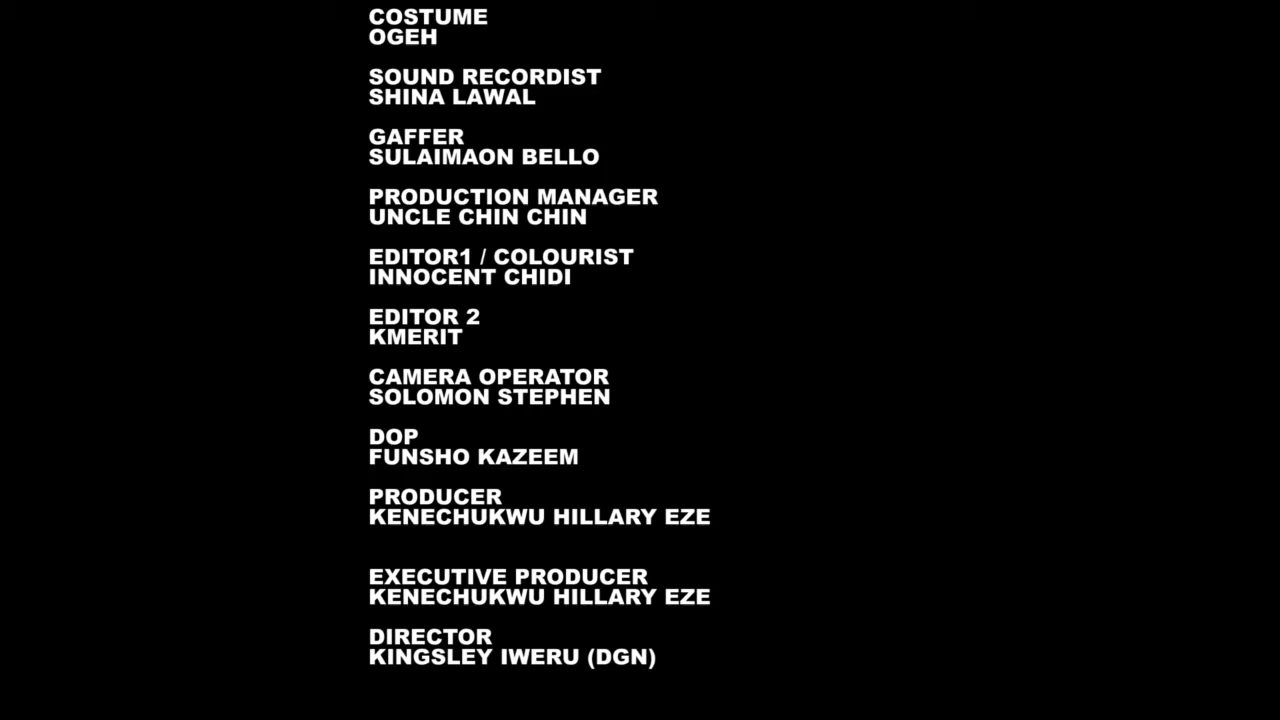 COSTUME
OGEH
SOUND RECORDIST
SHINA LAWAL
GAFFER
SULAIMAON BELLO
PRODUCTION MANAGER
UNCLE CHIN CHIN
EDITOR1 / COLOURIST
INNOCENT CHIDI
EDITOR 2
KMERIT
CAMERA OPERATOR
SOLOMON STEPHEN
DOP
FUNSHO KAZEEM
PRODUCER
KENECHUKWU HILLARY EZE
EXECUTIVE PRODUCER
KENECHUKWU HILLARY EZE
DIRECTOR
KINGSLEY IWERU (DGN)